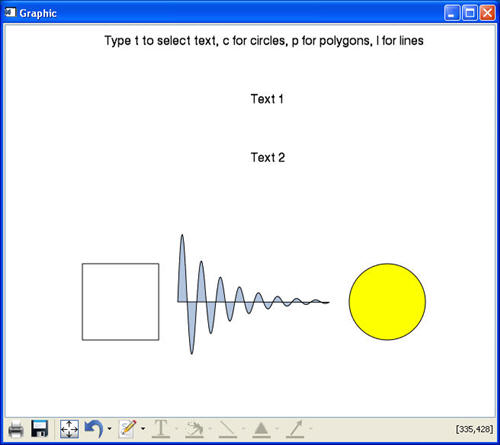 Graphic
Type t to select text, c for circles, p for polygons, l for lines
Text 1
Text 2
[335,428]